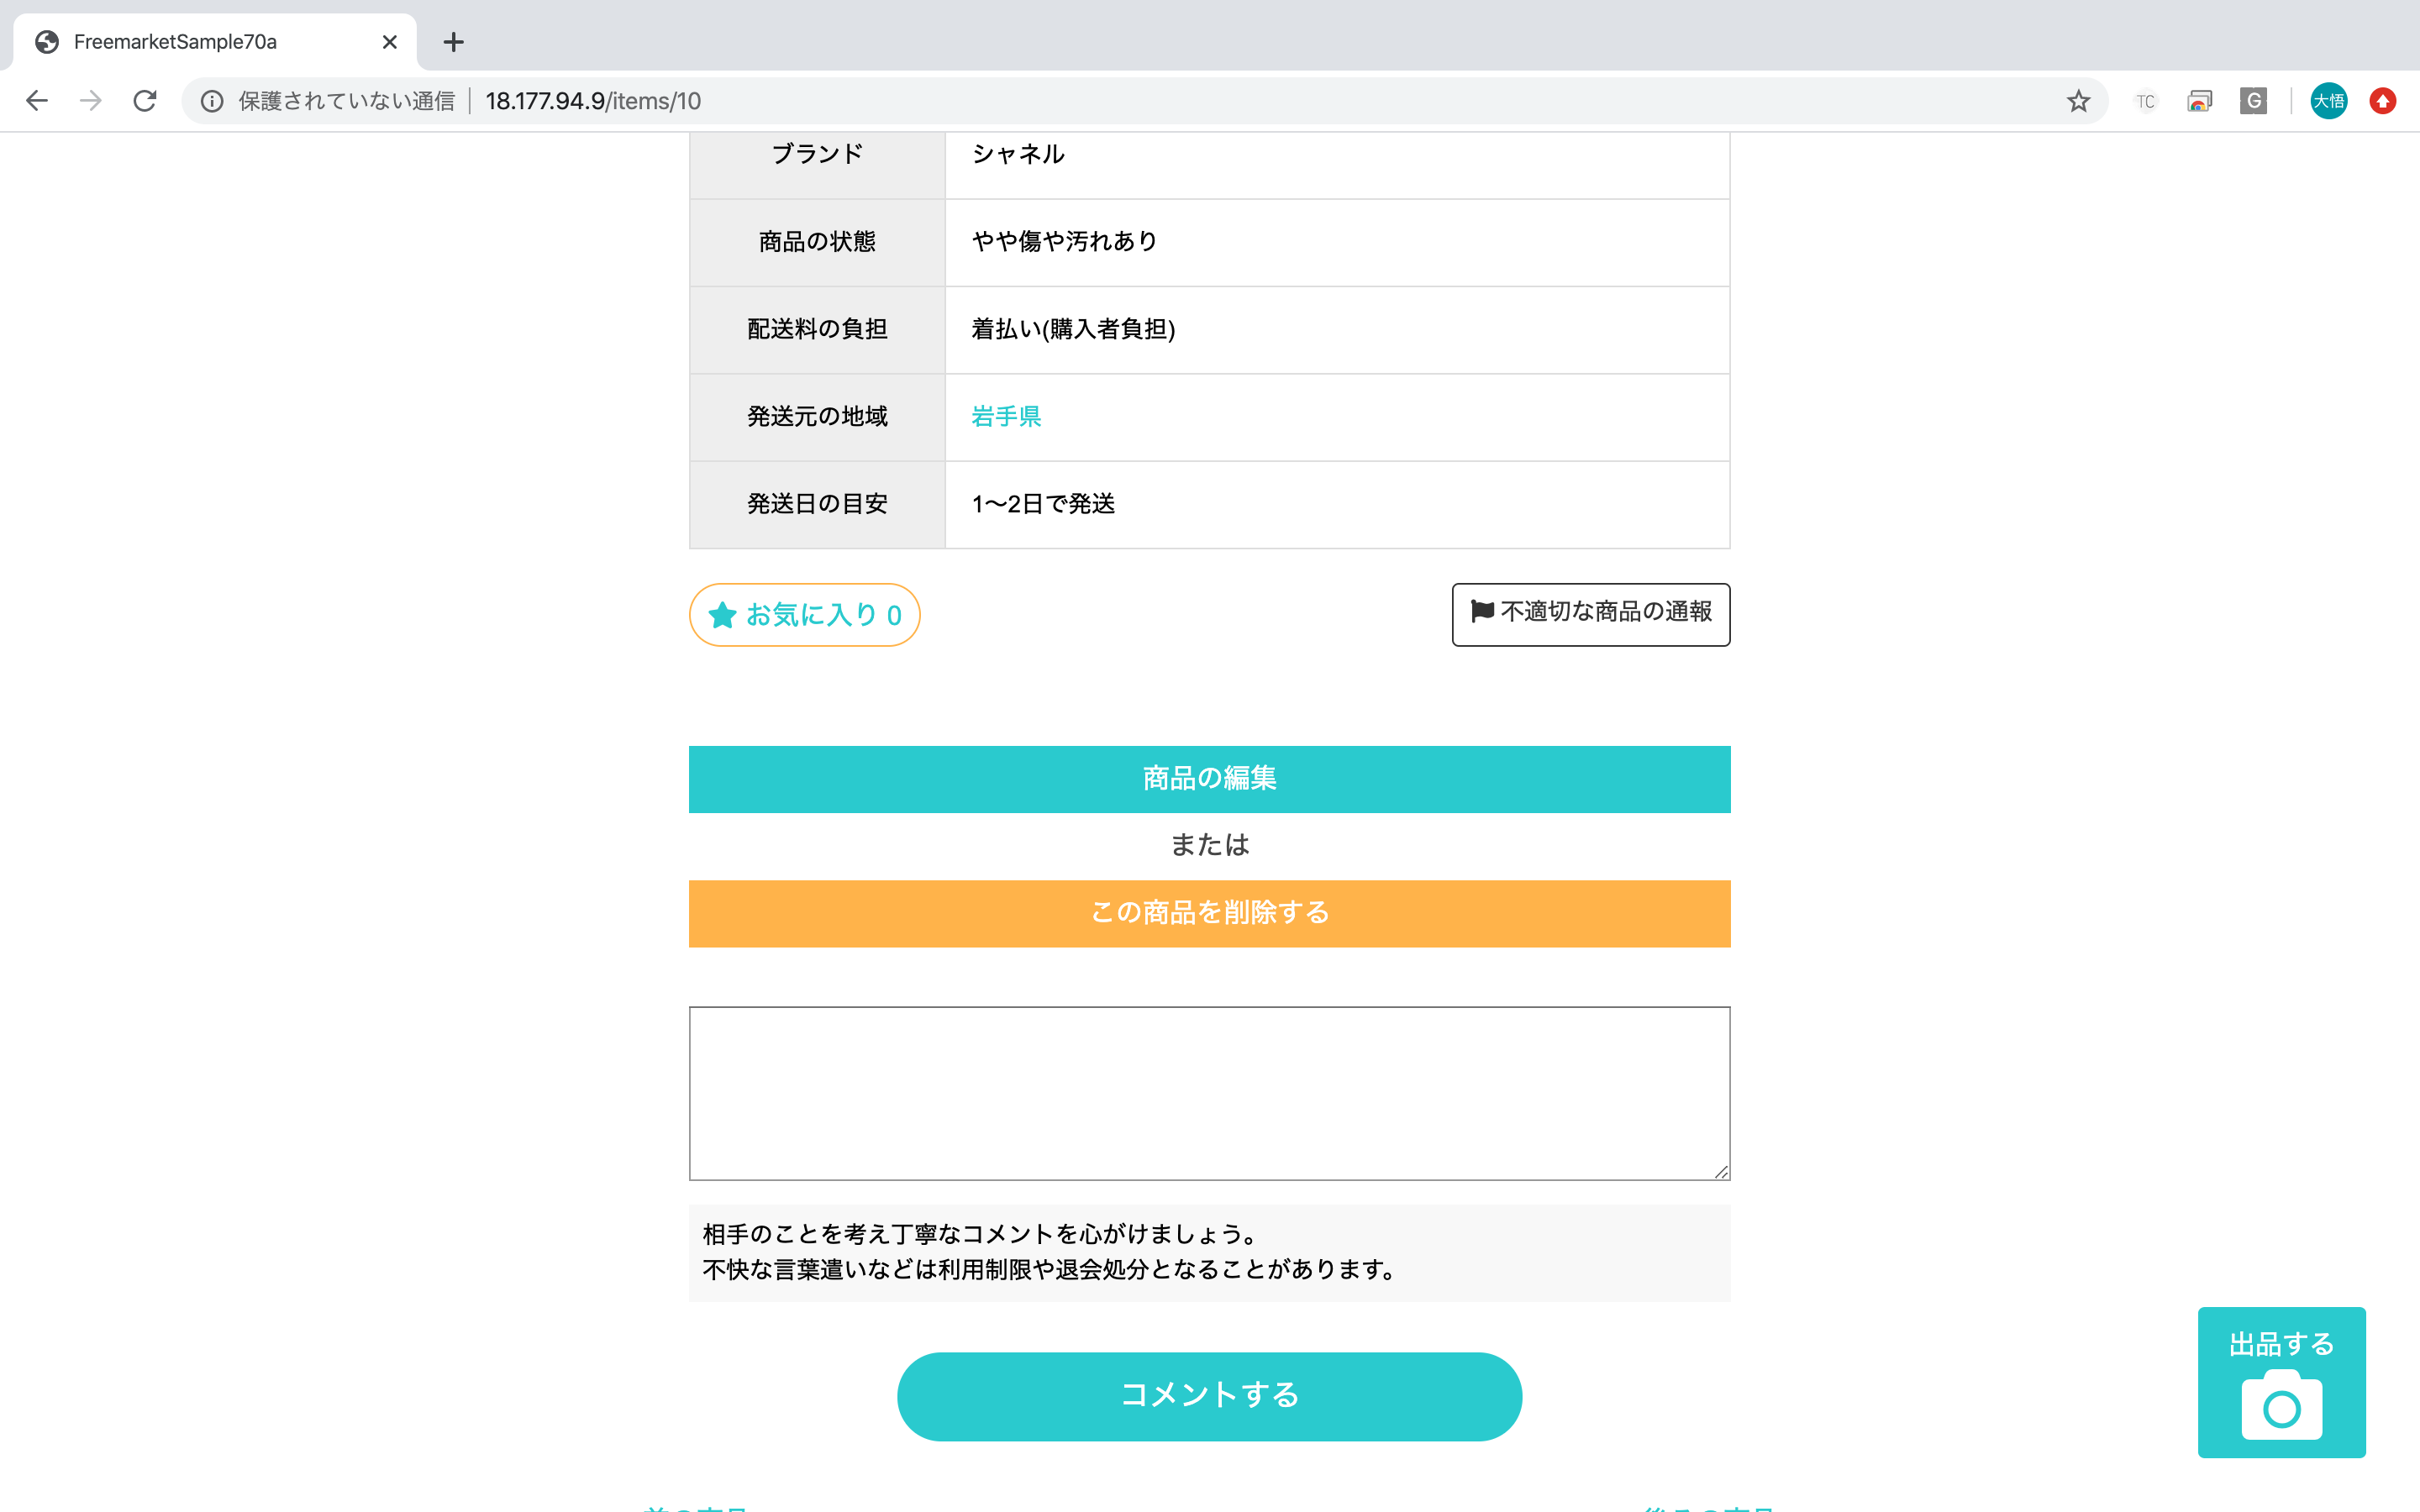 FreemarketSample70a
保護されていない通信 18.177.94.9/items/10
TC
G
大悟
ブランド シャネル
商品の状態 やや傷や汚れあり
配送料の負担 着払い(購入者負担)
発送元の地域 岩手県
発送日の目安 1〜2日で発送
お気に入り 0
不適切な商品の通報
商品の編集
または
この商品を削除する
相手のことを考え丁寧なコメントを心がけましょう。
不快な言葉遣いなどは利用制限や退会処分となることがあります。
出品する
コメントする